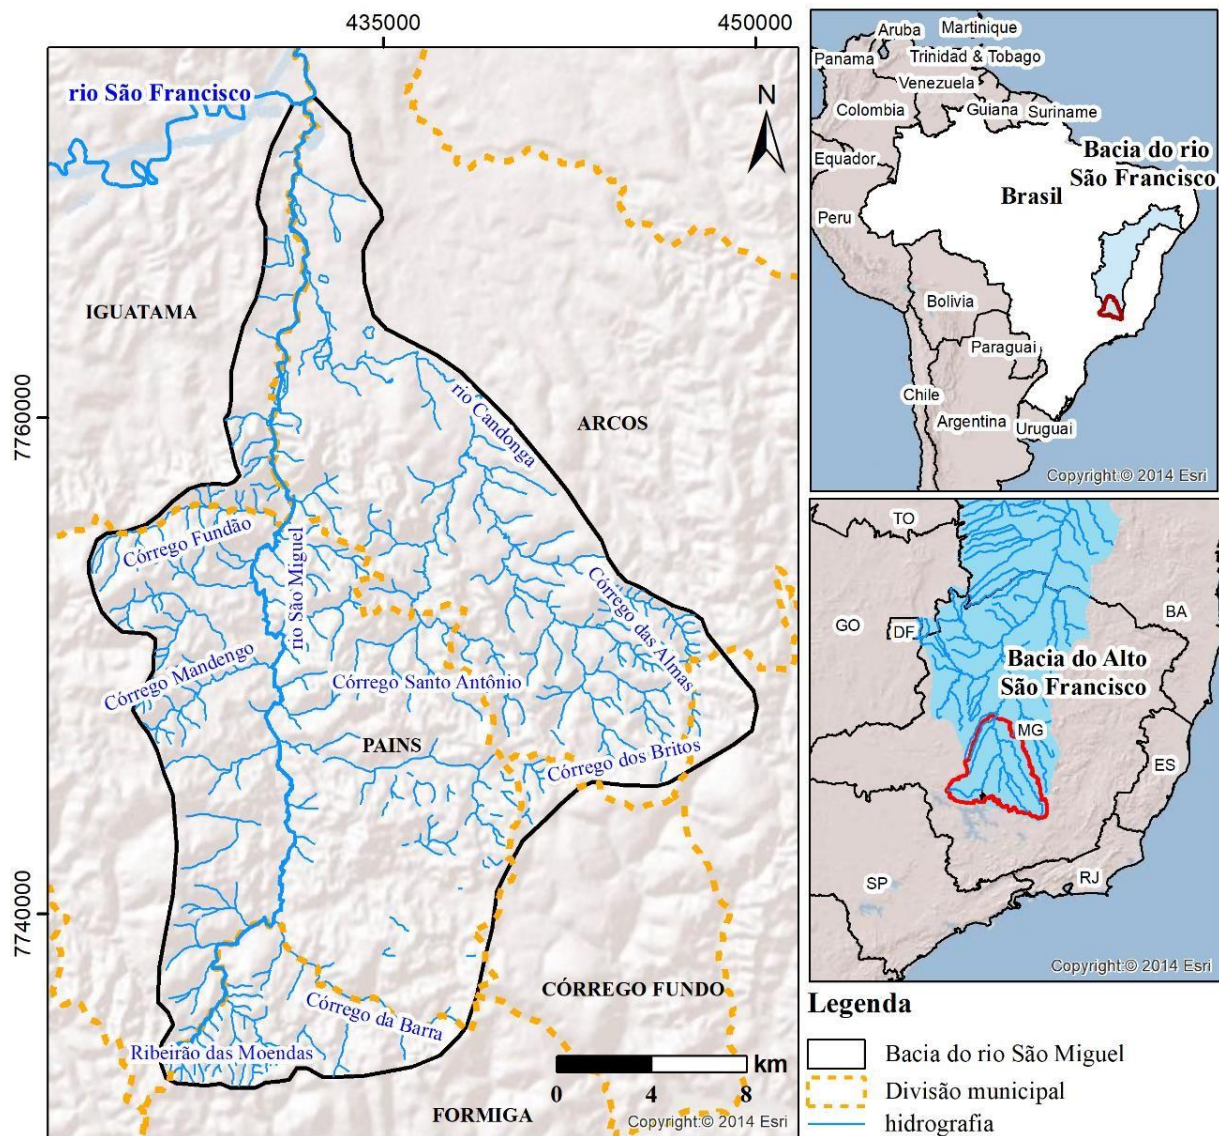 435000
450000
rio São Francisco
N
IGUATAMA
7760000
rio Candonga
ARCOS
Córrego Fundão
rio São Miguel
Córrego das Almas
Córrego Mandengo
Córrego Santo Antônio
PAINS
Córrego dos Britos
7740000
CÓRREGO FUNDO
Córrego da Barra
Ribeirão das Moendas
km
0 4 8
FORMIGA
Copyright:© 2014 Esri
Aruba
Martinique
Panama
Trinidad & Tobago
Venezuela
Colombia
Guiana
Suriname
Equador
Bacia do rio
São Francisco
Brasil
Peru
Bolivia
Paraguai
Chile
Argentina
Uruguai
Copyright:© 2014 Esri
TO
BA
GO
DF
Bacia do Alto
São Francisco
MG
ES
SP
RJ
Copyright:© 2014 Esri
Legenda
Bacia do rio São Miguel
Divisão municipal
hidrografia